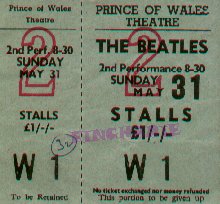 Prince of Wales
Theatre
2nd Perf. 8-30
SUNDAY
MAY 31
2
STALLS
£1/-/-
32
W 1
To be Retained
PRINCE OF WALES
THEATRE
THE BEATLES
2nd Performance 8-30
SUNDAY
MAY 31
2
STALLS
£1/-/-
W 1
No ticket exchanged nor money refunded
This portion to be given up